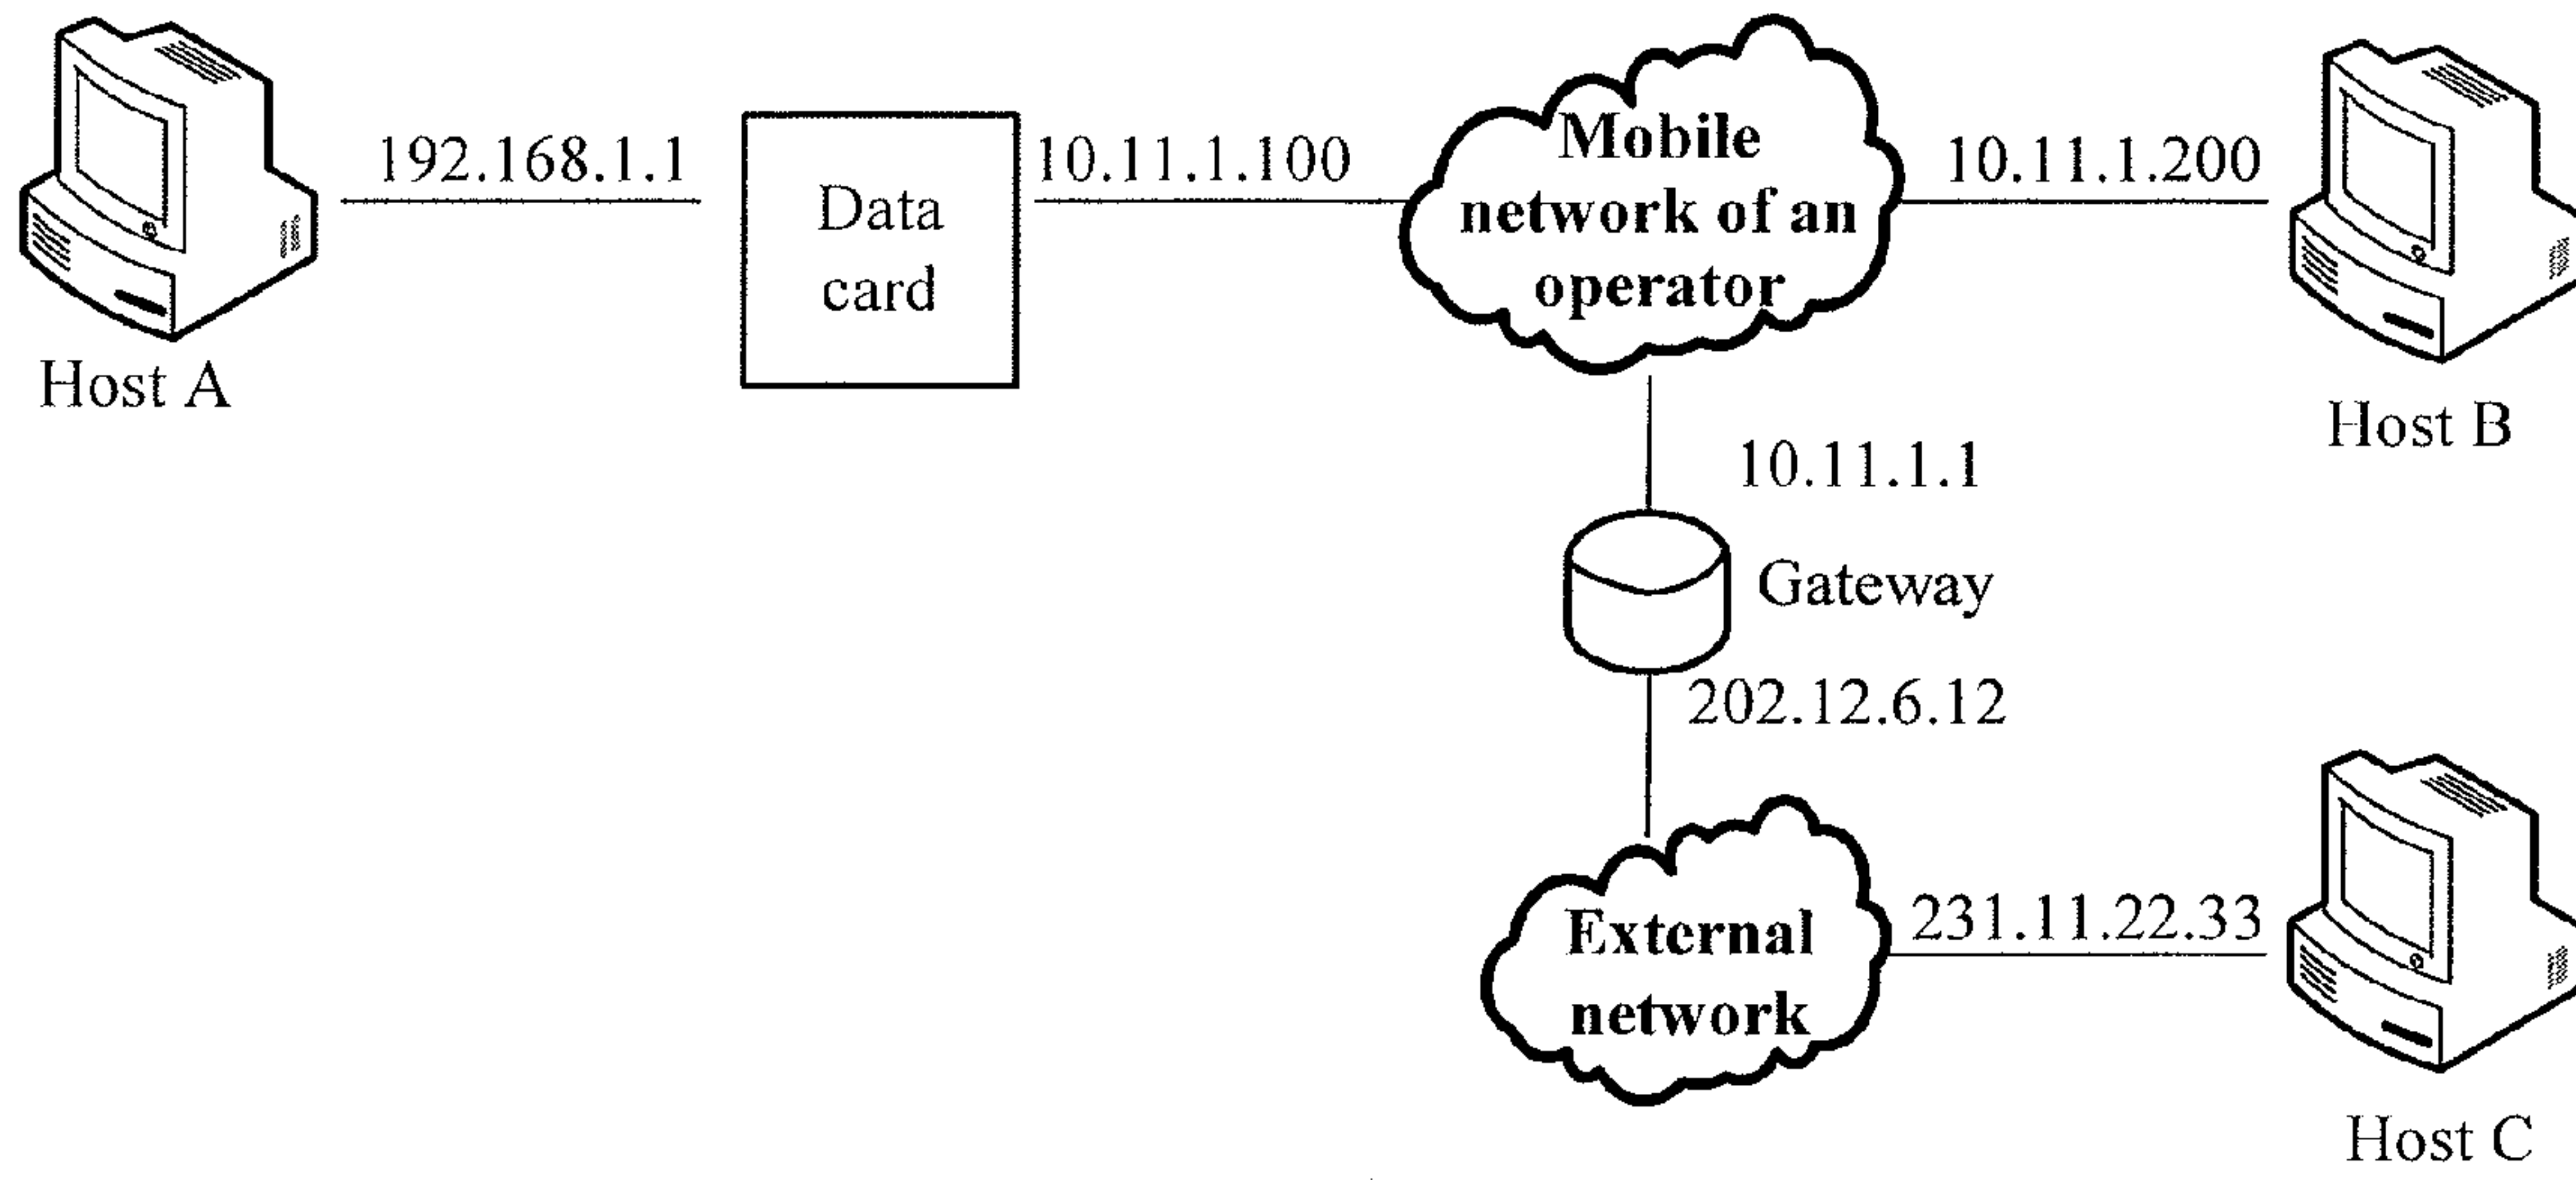 192.168.1.1
Data
card
10.11.1.100
Mobile
network of an
operator
10.11.1.200
Host A
Host B
10.11.1.1
Gateway
202.12.6.12
External
network
231.11.22.33
Host C